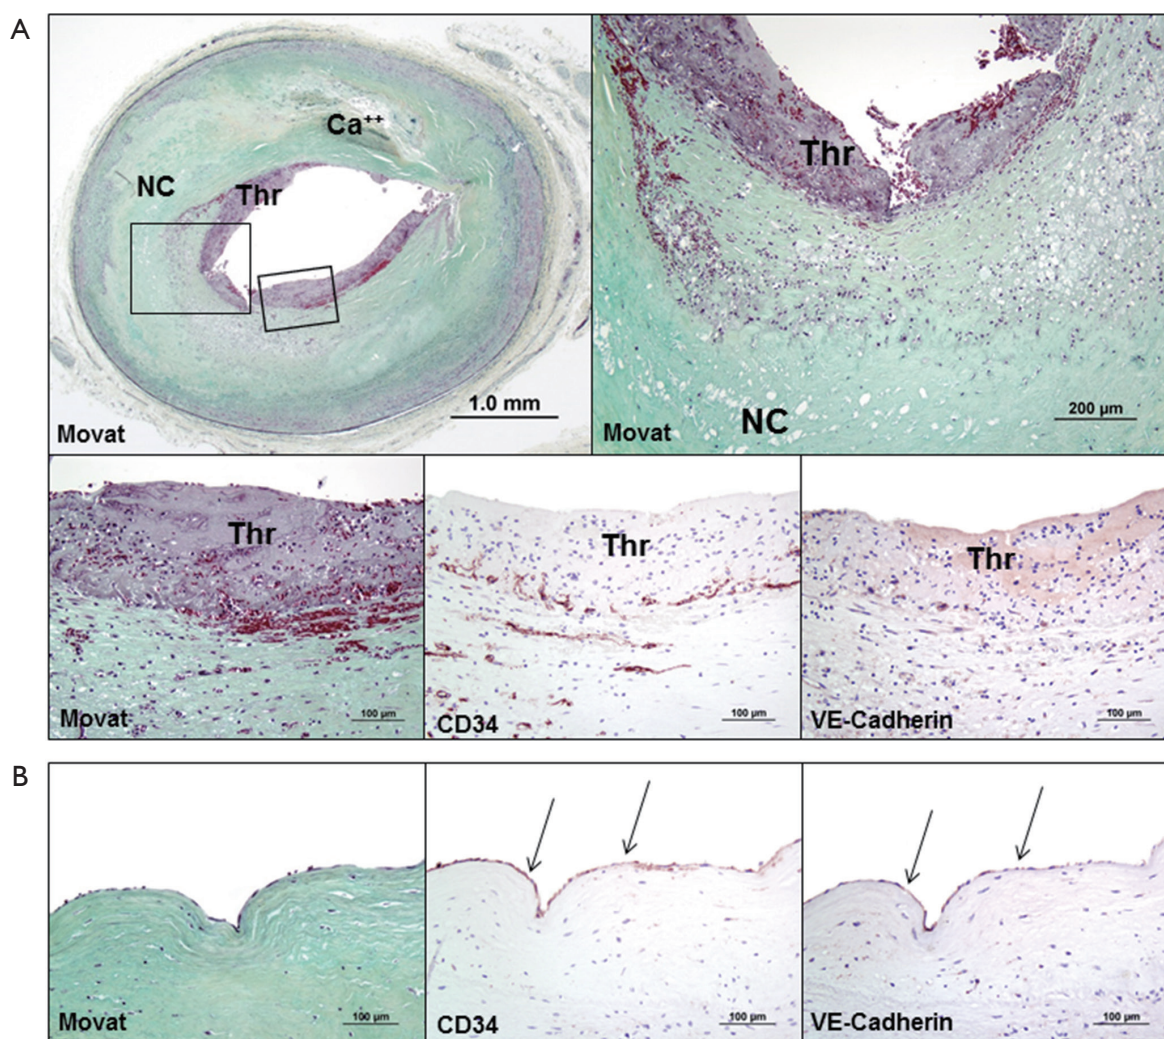 A
Ca++
NC
Thr
1.0 mm
Movat
Thr
NC
200 µm
Movat
Thr
Movat
100 µm
Thr
CD34
100 µm
Thr
VE-Cadherin
100 µm
B
Movat
100 µm
CD34
100 µm
VE-Cadherin
100 µm